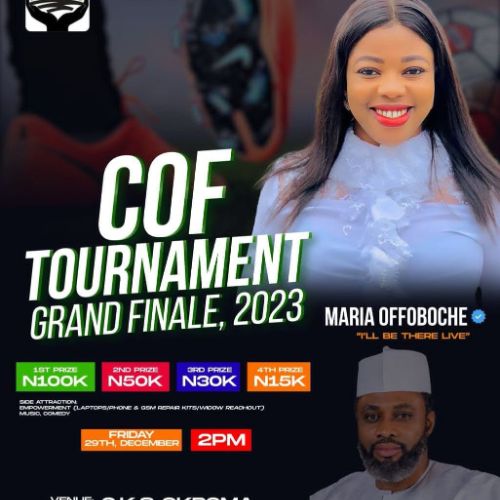 COF
TOURNAMENT
GRAND FINALE, 2023
MARIA OFFOBOCHE
"I'LL BE THERE LIVE"
1ST PRIZE
N100K
2ND PRIZE
N50K
3RD PRIZE
N30K
4TH PRIZE
N15K
SIDE ATTRACTION:
EMPOWERMENT (LAPTOPS/PHONE & GSM REPAIR KITS/WIDOW REACHOUT)
MUSIC, COMEDY
FRIDAY
29TH, DECEMBER
2PM
VENUE: